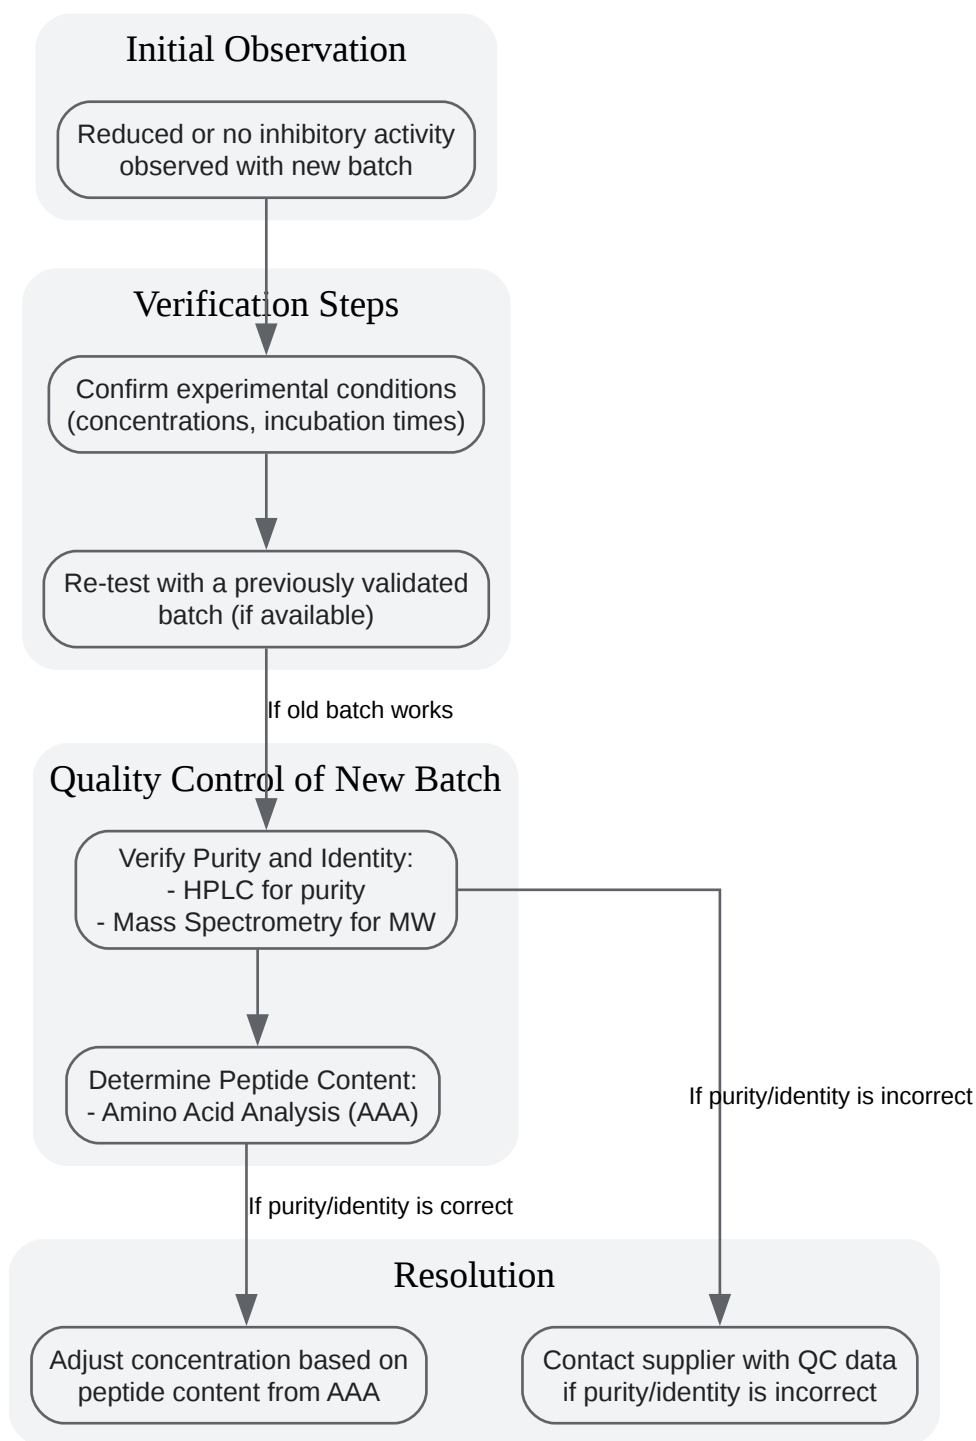 Initial Observation
Reduced or no inhibitory activity
observed with new batch
Verification Steps
Confirm experimental conditions
(concentrations, incubation times)
Re-test with a previously validated
batch (if available)
If old batch works
Quality Control of New Batch
Verify Purity and Identity:
- HPLC for purity
- Mass Spectrometry for MW
Determine Peptide Content:
- Amino Acid Analysis (AAA)
If purity/identity is incorrect
If purity/identity is correct
Resolution
Adjust concentration based on
peptide content from AAA
Contact supplier with QC data
if purity/identity is incorrect